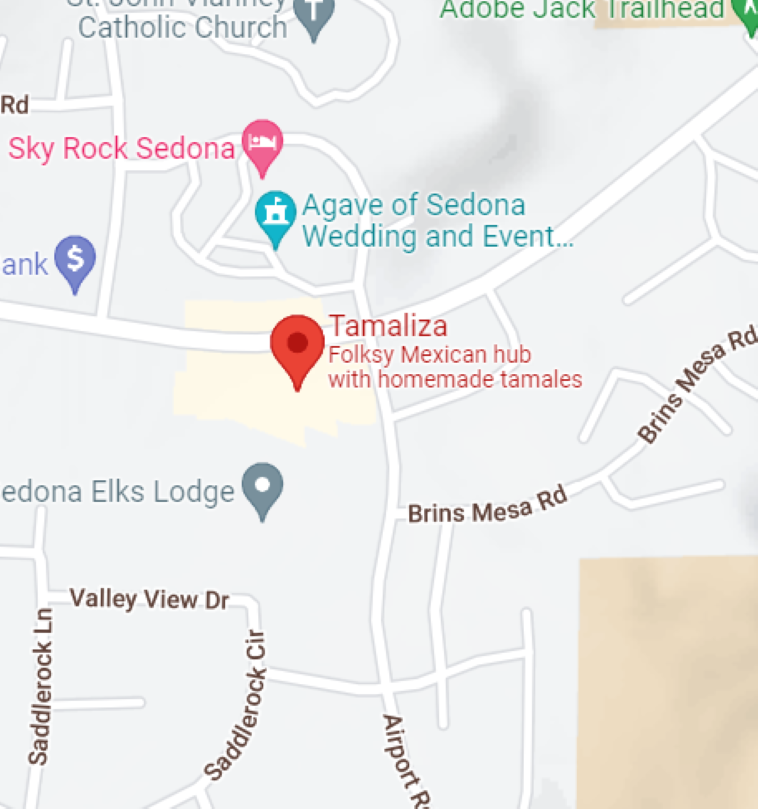 St. John Vianney
Catholic Church
Adobe Jack Trailhead
Rd
Sky Rock Sedona
Agave of Sedona
Wedding and Event...
ank
Tamaliza
Folksy Mexican hub
with homemade tamales
Brins Mesa Rd
edona Elks Lodge
Brins Mesa Rd
Valley View Dr
Saddlerock Ln
Saddlerock Cir
Airport R